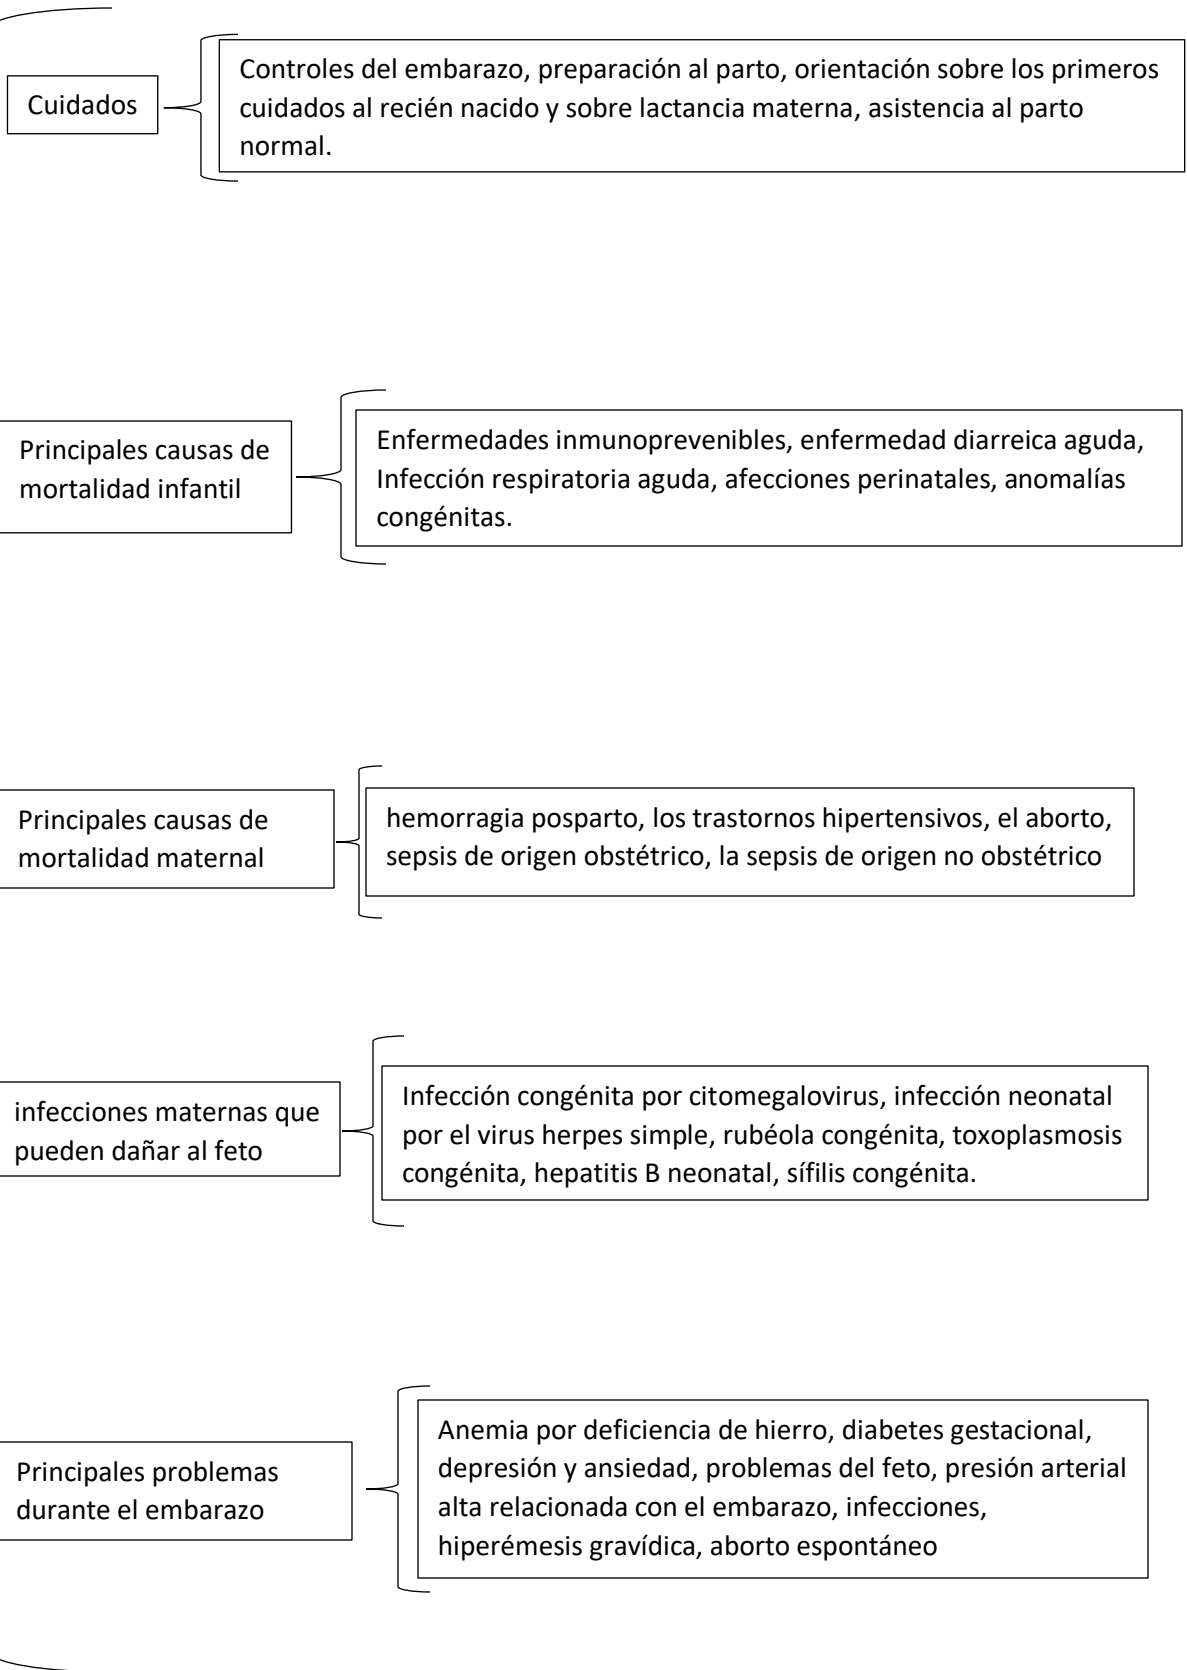 Cuidados
Controles del embarazo, preparación al parto, orientación sobre los primeros
cuidados al recién nacido y sobre lactancia materna, asistencia al parto
normal.
Principales causas de
mortalidad infantil
Enfermedades inmunoprevenibles, enfermedad diarreica aguda,
Infección respiratoria aguda, afecciones perinatales, anomalías
congénitas.
Principales causas de
mortalidad maternal
hemorragia posparto, los trastornos hipertensivos, el aborto,
sepsis de origen obstétrico, la sepsis de origen no obstétrico
infecciones maternas que
pueden dañar al feto
Infección congénita por citomegalovirus, infección neonatal
por el virus herpes simple, rubéola congénita, toxoplasmosis
congénita, hepatitis B neonatal, sífilis congénita.
Principales problemas
durante el embarazo
Anemia por deficiencia de hierro, diabetes gestacional,
depresión y ansiedad, problemas del feto, presión arterial
alta relacionada con el embarazo, infecciones,
hiperémesis gravídica, aborto espontáneo